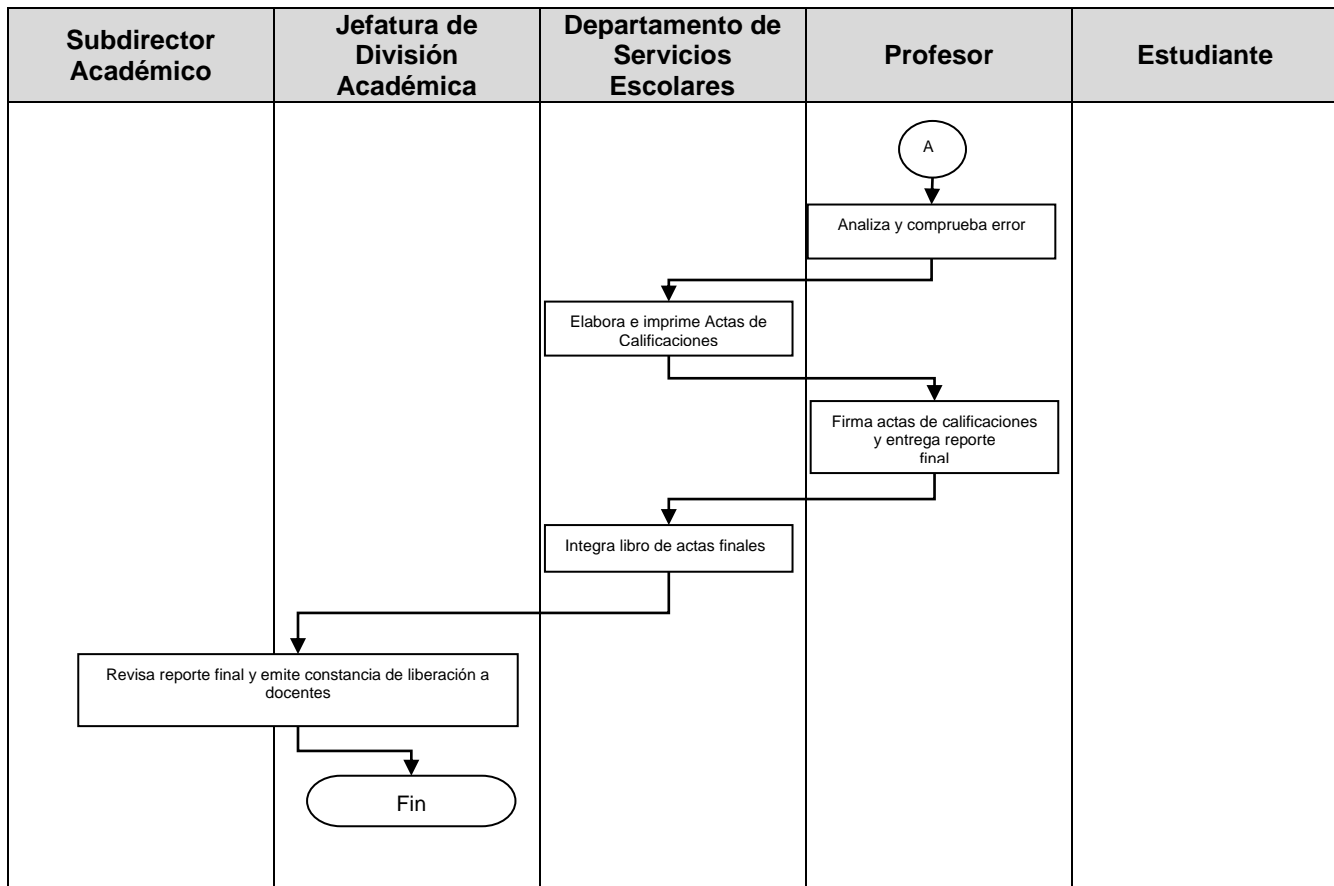 Subdirector
Académico
Jefatura de
División
Académica
Departamento de
Servicios
Escolares
Profesor
Estudiante
A
Analiza y comprueba error
Elabora e imprime Actas de
Calificaciones
Firma actas de calificaciones
y entrega reporte
final
Integra libro de actas finales
Revisa reporte final y emite constancia de liberación a
docentes
Fin